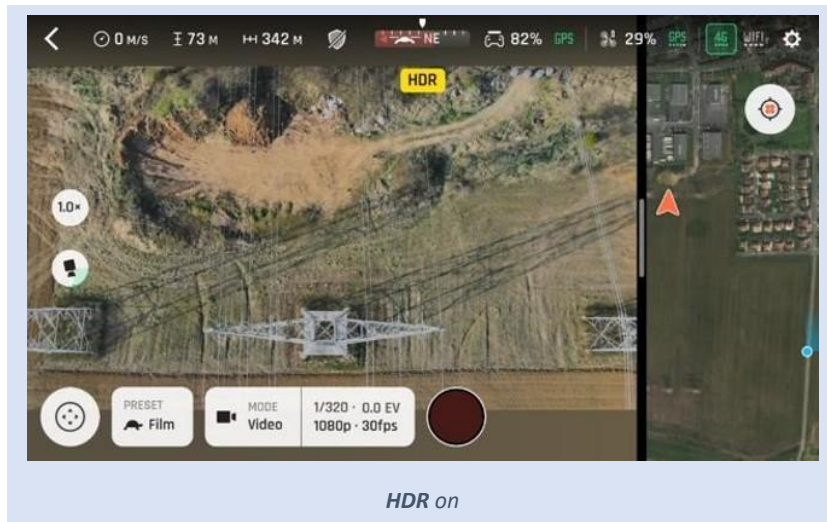 0 M/S 73 M 342 M NE 82% GPS 29% GPS 4G WIFI
HDR
1.0×
PRESET
Film
MODE
Video
1/320 · 0.0 EV
1080p · 30fps
HDR on